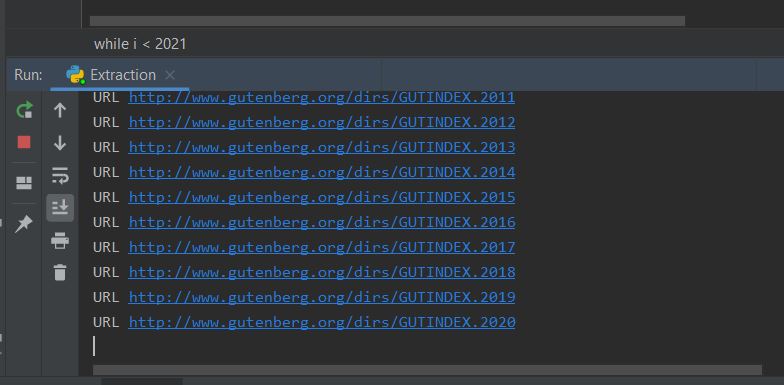 while i < 2021
Run: Extraction
URL http://www.gutenberg.org/dirs/GUTINDEX.2011
URL http://www.gutenberg.org/dirs/GUTINDEX.2012
URL http://www.gutenberg.org/dirs/GUTINDEX.2013
URL http://www.gutenberg.org/dirs/GUTINDEX.2014
URL http://www.gutenberg.org/dirs/GUTINDEX.2015
URL http://www.gutenberg.org/dirs/GUTINDEX.2016
URL http://www.gutenberg.org/dirs/GUTINDEX.2017
URL http://www.gutenberg.org/dirs/GUTINDEX.2018
URL http://www.gutenberg.org/dirs/GUTINDEX.2019
URL http://www.gutenberg.org/dirs/GUTINDEX.2020